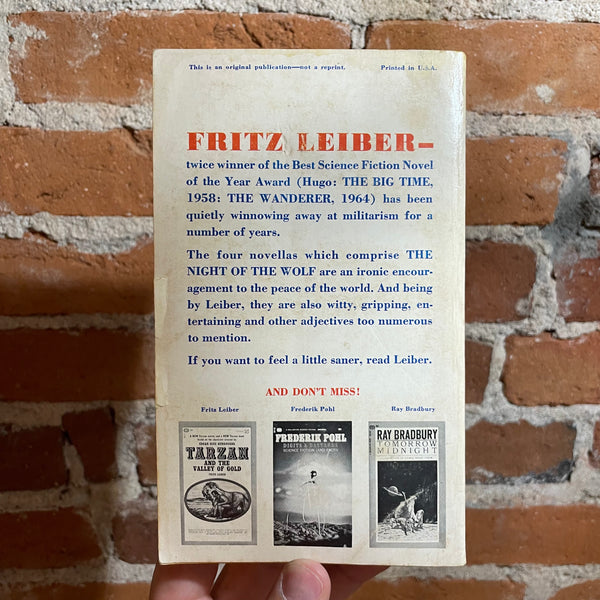 This is an original publication—not a reprint. Printed in U.S.A.
FRITZ LEIBER—
twice winner of the Best Science Fiction Novel
of the Year Award (Hugo: THE BIG TIME,
1958: THE WANDERER, 1964) has been
quietly winnowing away at militarism for a
number of years.
The four novellas which comprise THE
NIGHT OF THE WOLF are an ironic encour-
agement to the peace of the world. And being
by Leiber, they are also witty, gripping, en-
tertaining and other adjectives too numerous
to mention.
If you want to feel a little saner, read Leiber.
AND DON'T MISS!
Fritz Leiber Frederik Pohl Ray Bradbury
TARZAN
AND THE
VALLEY OF GOLD
FRITZ LEIBER
FREDERIK POHL
DIGITS & DASTARDS
RAY BRADBURY
TOMORROW
MIDNIGHT